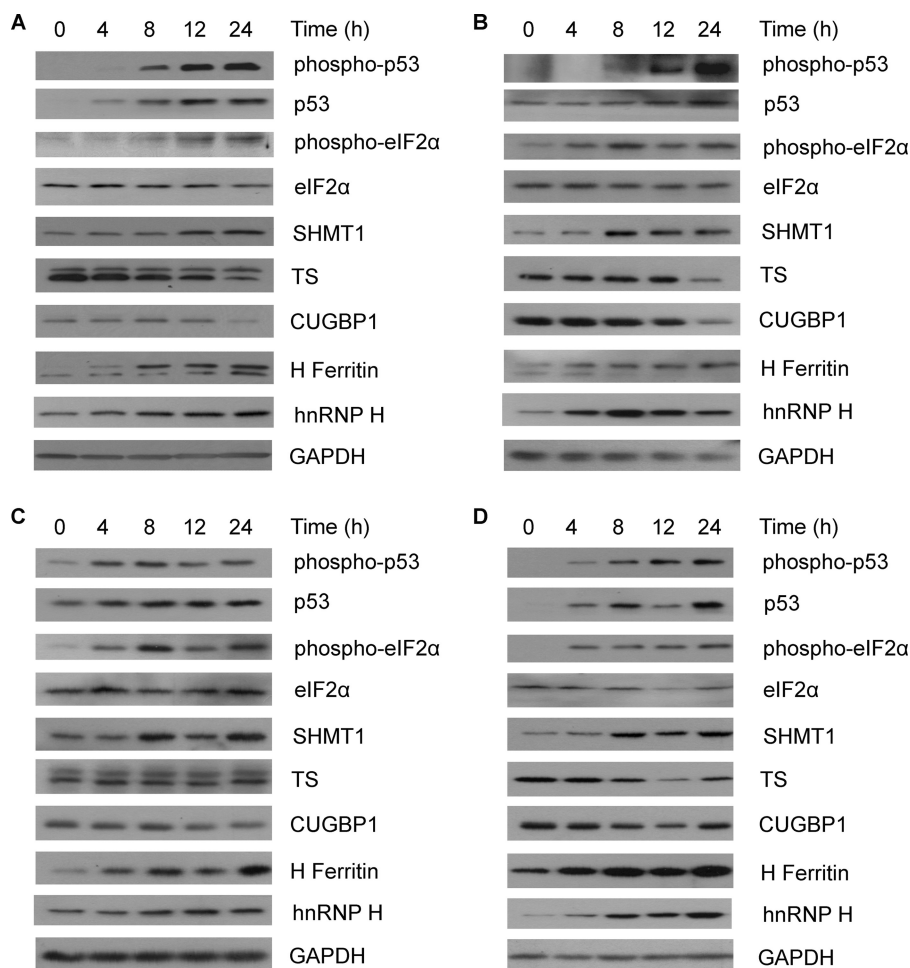 A 0 4 8 12 24 Time (h)
phospho-p53
p53
phospho-eIF2α
eIF2α
SHMT1
TS
CUGBP1
H Ferritin
hnRNP H
GAPDH
B 0 4 8 12 24 Time (h)
phospho-p53
p53
phospho-eIF2α
eIF2α
SHMT1
TS
CUGBP1
H Ferritin
hnRNP H
GAPDH
C 0 4 8 12 24 Time (h)
phospho-p53
p53
phospho-eIF2α
eIF2α
SHMT1
TS
CUGBP1
H Ferritin
hnRNP H
GAPDH
D 0 4 8 12 24 Time (h)
phospho-p53
p53
phospho-eIF2α
eIF2α
SHMT1
TS
CUGBP1
H Ferritin
hnRNP H
GAPDH